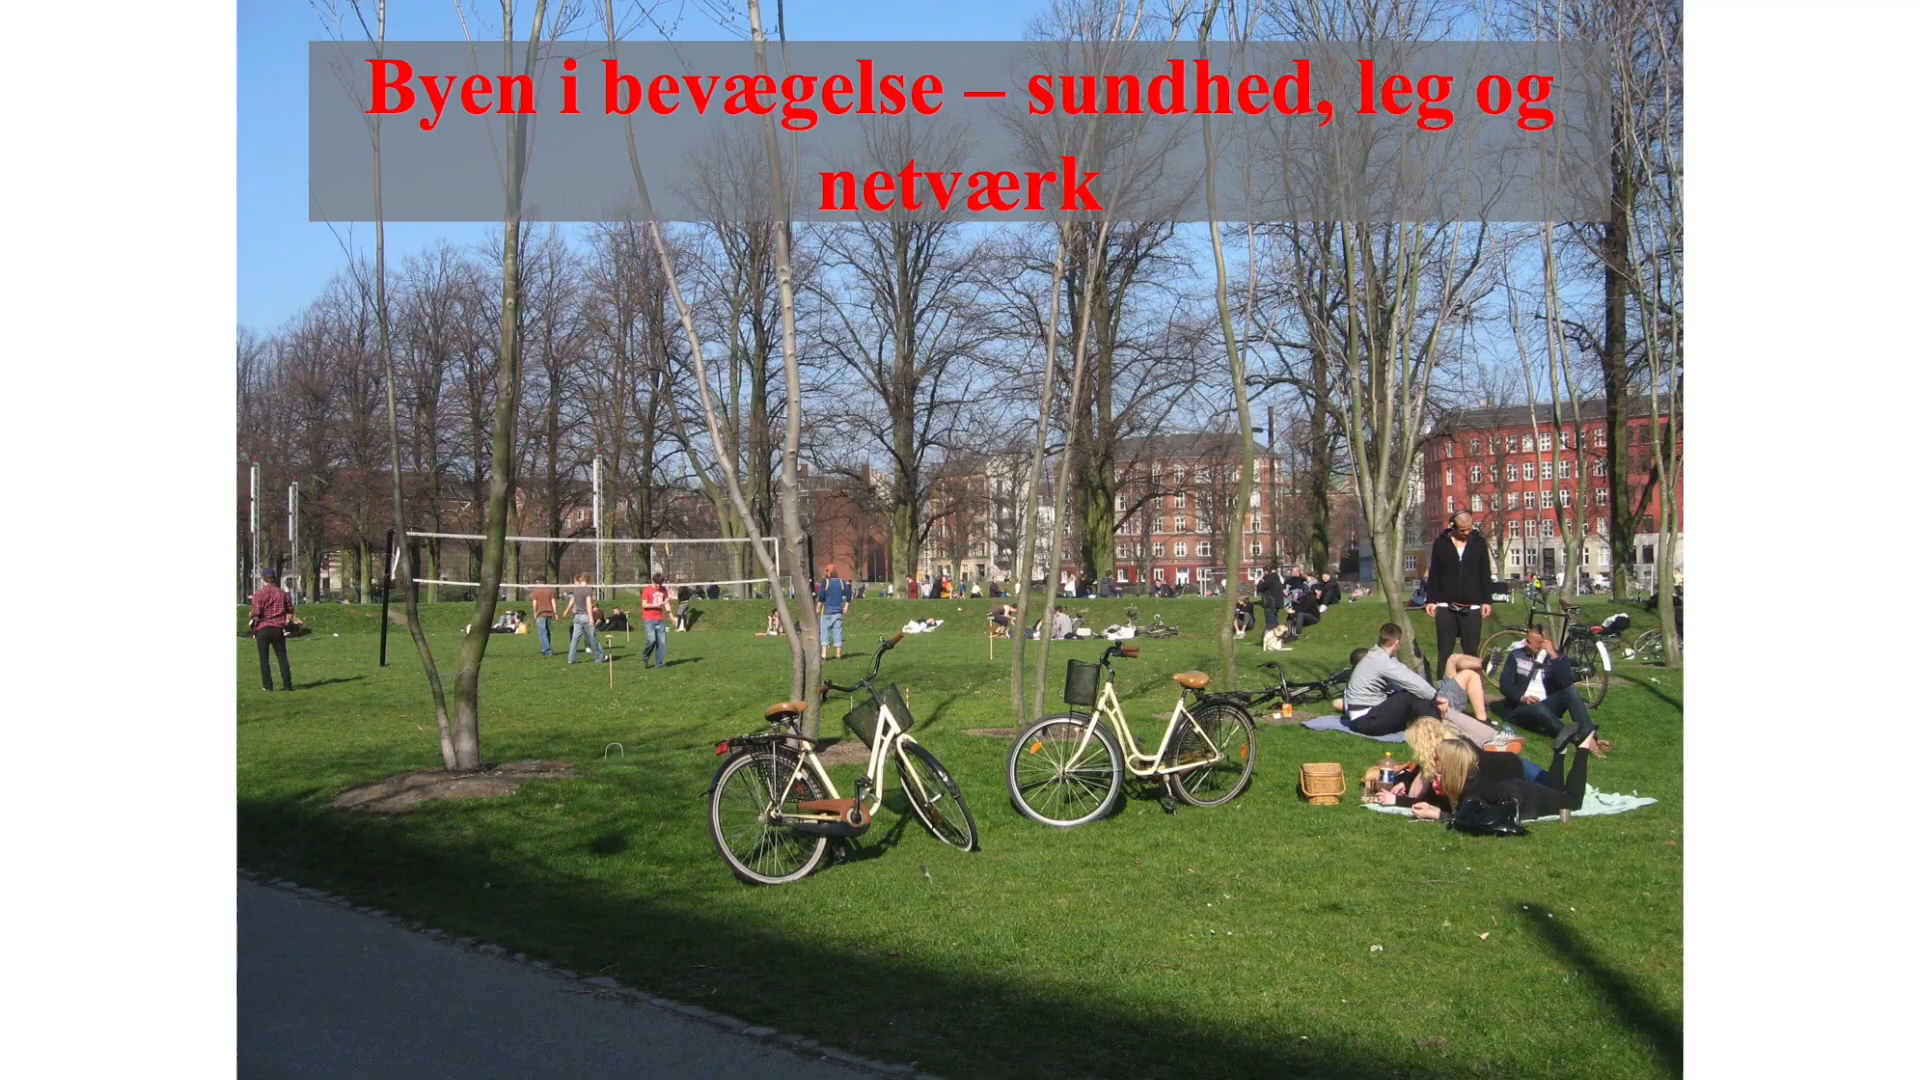 Byen i bevægelse – sundhed, leg og
netværk